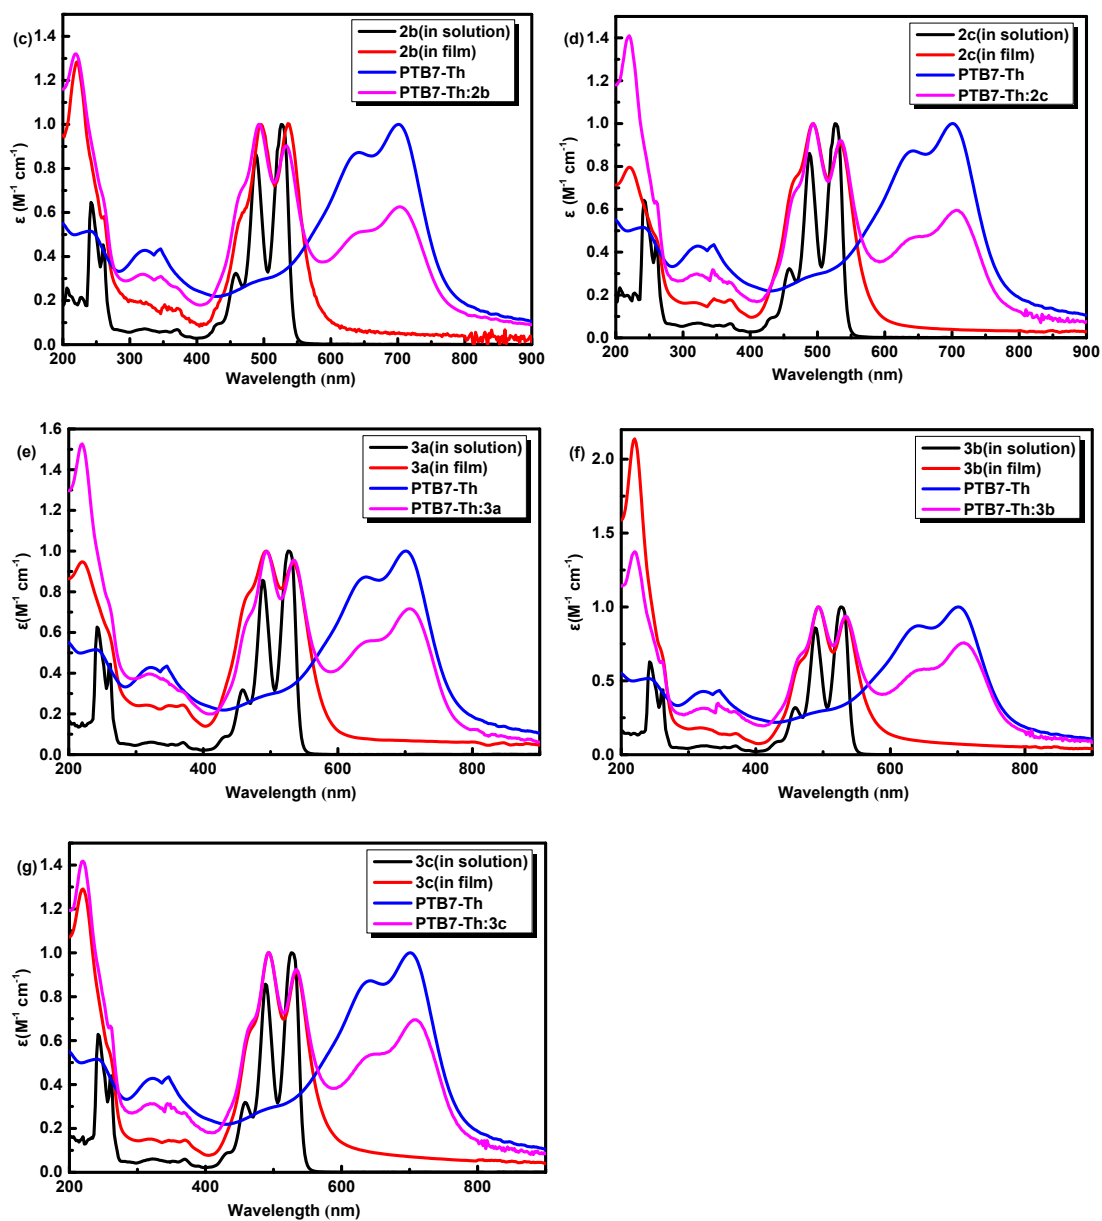 (c)
2b(in solution)
2b(in film)
PTB7-Th
PTB7-Th:2b
ε (M⁻¹ cm⁻¹)
1.4
1.2
1.0
0.8
0.6
0.4
0.2
0.0
200 300 400 500 600 700 800 900
Wavelength (nm)
(d)
2c(in solution)
2c(in film)
PTB7-Th
PTB7-Th:2c
ε (M⁻¹ cm⁻¹)
1.4
1.2
1.0
0.8
0.6
0.4
0.2
0.0
200 300 400 500 600 700 800 900
Wavelength (nm)
(e)
3a(in solution)
3a(in film)
PTB7-Th
PTB7-Th:3a
ε(M⁻¹ cm⁻¹)
1.6
1.4
1.2
1.0
0.8
0.6
0.4
0.2
0.0
200 400 600 800
Wavelength (nm)
(f)
3b(in solution)
3b(in film)
PTB7-Th
PTB7-Th:3b
ε(M⁻¹ cm⁻¹)
2.0
1.5
1.0
0.5
0.0
200 400 600 800
Wavelength (nm)
(g)
3c(in solution)
3c(in film)
PTB7-Th
PTB7-Th:3c
ε(M⁻¹ cm⁻¹)
1.4
1.2
1.0
0.8
0.6
0.4
0.2
0.0
200 400 600 800
Wavelength (nm)